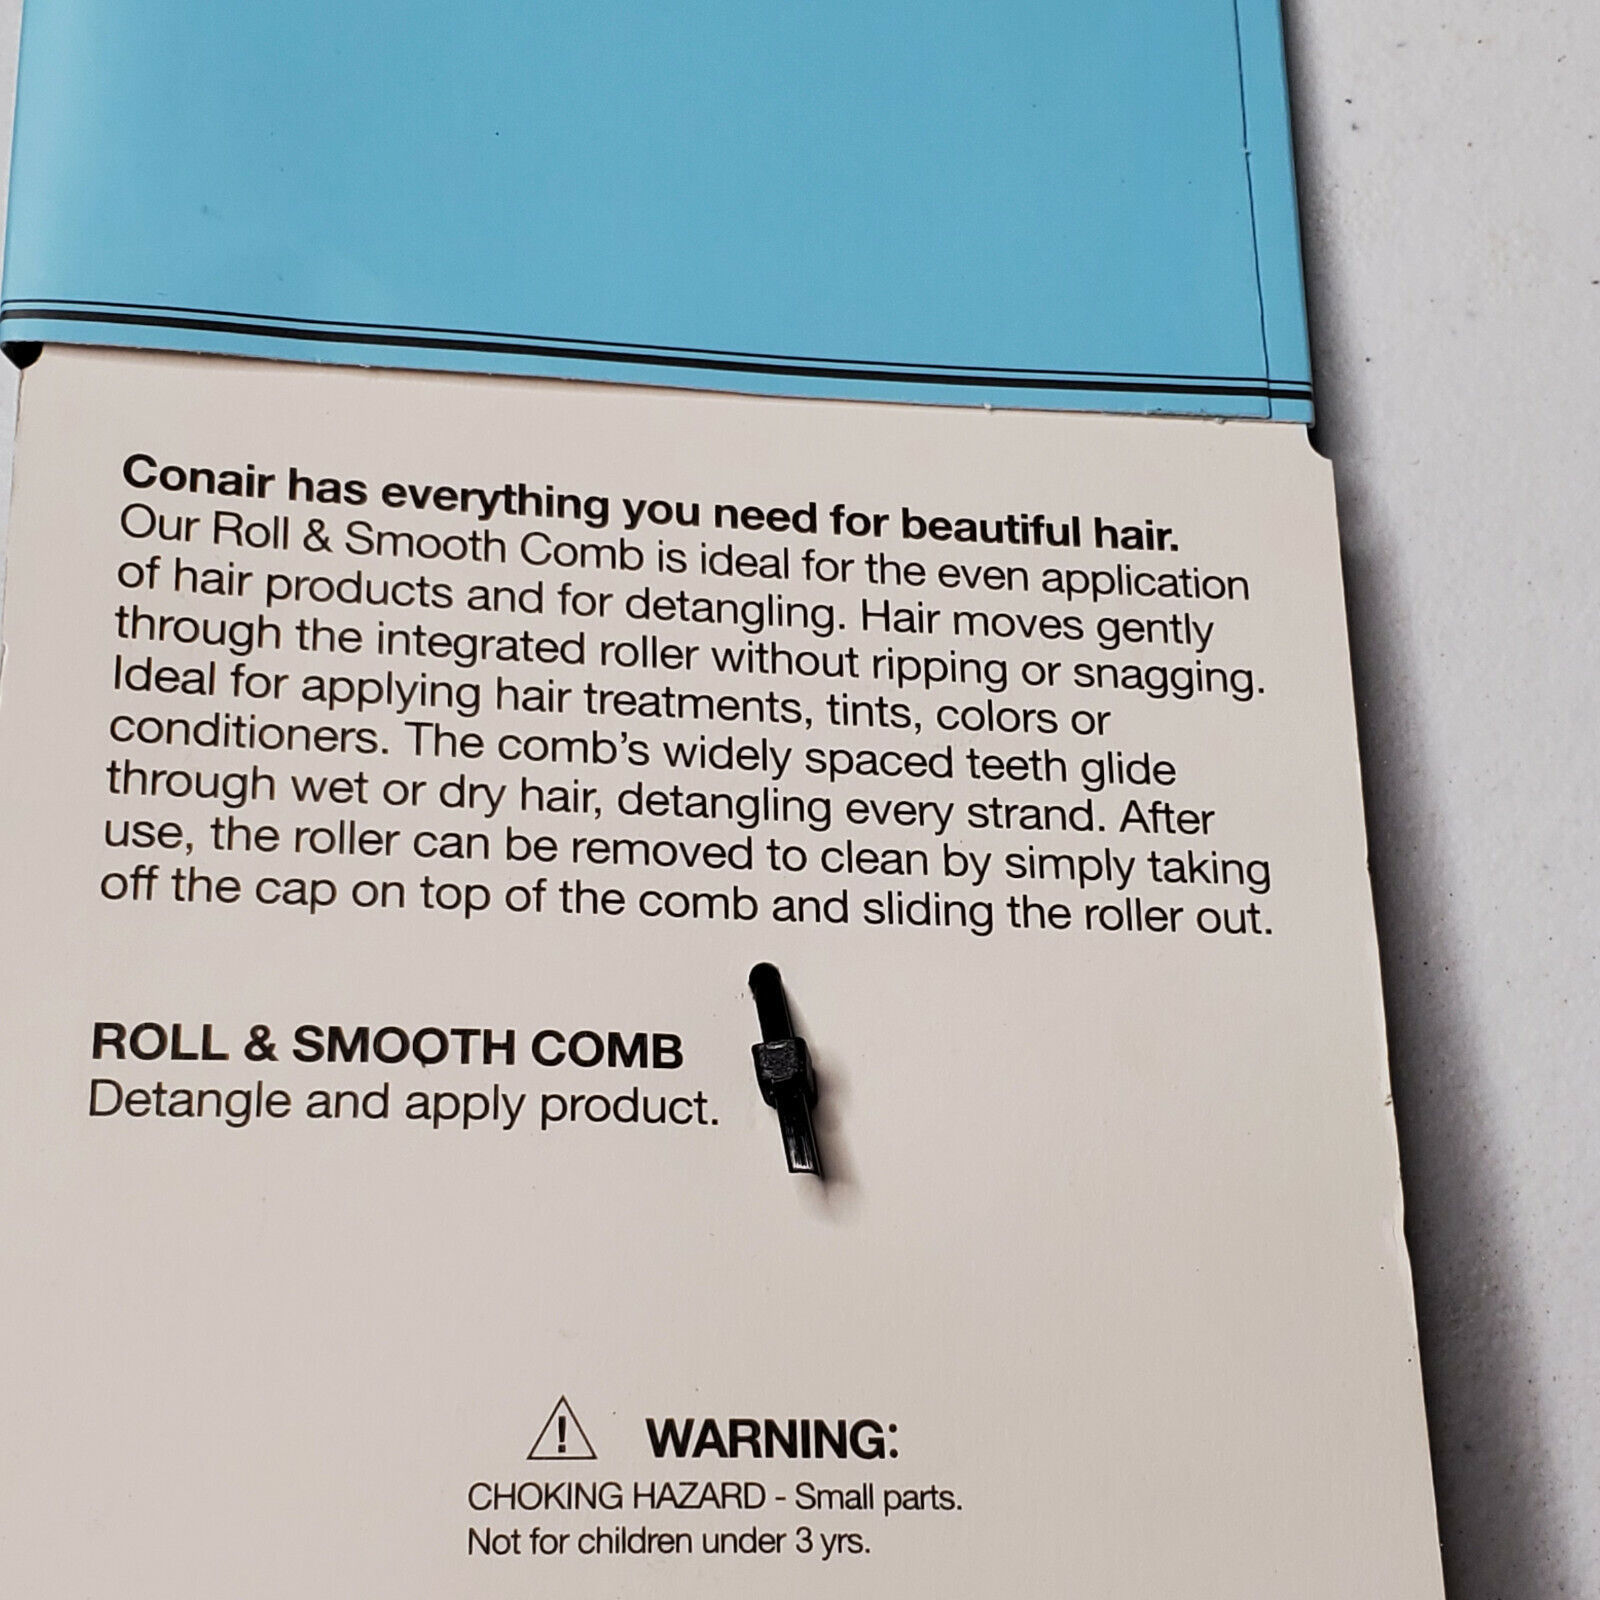 Conair has everything you need for beautiful hair.
Our Roll & Smooth Comb is ideal for the even application
of hair products and for detangling. Hair moves gently
through the integrated roller without ripping or snagging.
Ideal for applying hair treatments, tints, colors or
conditioners. The comb's widely spaced teeth glide
through wet or dry hair, detangling every strand. After
use, the roller can be removed to clean by simply taking
off the cap on top of the comb and sliding the roller out.
ROLL & SMOOTH COMB
Detangle and apply product.
! WARNING:
CHOKING HAZARD - Small parts.
Not for children under 3 yrs.